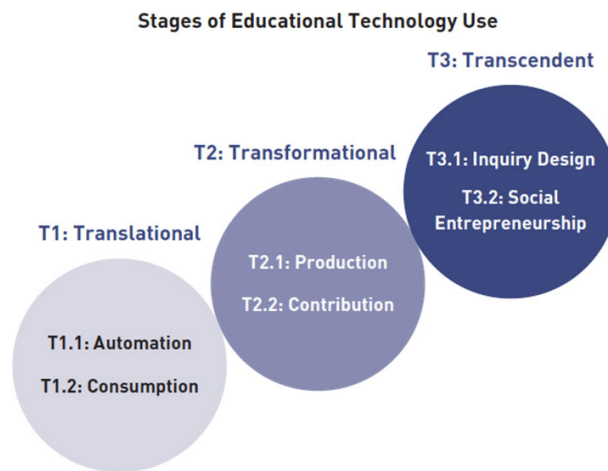 Stages of Educational Technology Use
T1: Translational
T1.1: Automation
T1.2: Consumption
T2: Transformational
T2.1: Production
T2.2: Contribution
T3: Transcendent
T3.1: Inquiry Design
T3.2: Social
Entrepreneurship